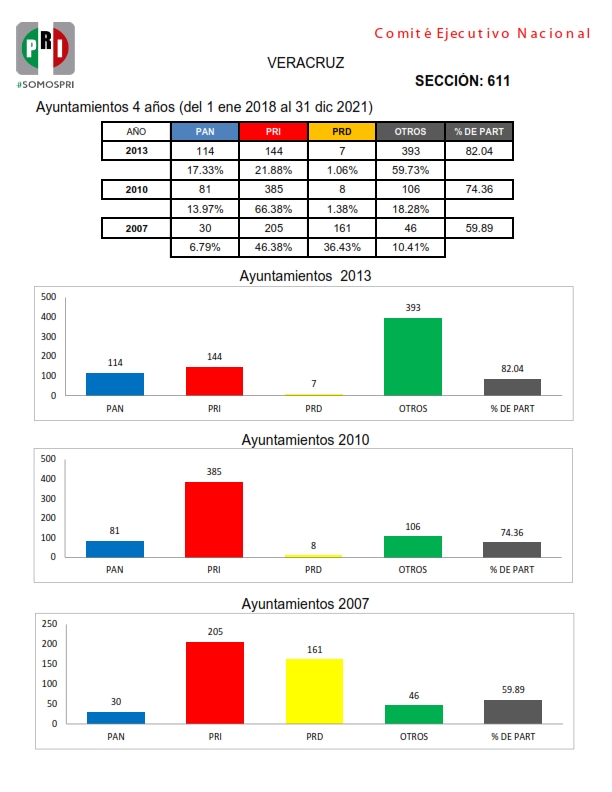 Comité Ejecutivo Nacional
PRI
#SOMOSPRI
VERACRUZ
SECCIÓN: 611
Ayuntamientos 4 años (del 1 ene 2018 al 31 dic 2021)
AÑO PAN PRI PRD OTROS % DE PART
2013 114 144 7 393 82.04
17.33% 21.88% 1.06% 59.73%
2010 81 385 8 106 74.36
13.97% 66.38% 1.38% 18.28%
2007 30 205 161 46 59.89
6.79% 46.38% 36.43% 10.41%
Ayuntamientos 2013
500
400
300
200
100
0
114 144 7 393 82.04
PAN PRI PRD OTROS % DE PART
Ayuntamientos 2010
500
400
300
200
100
0
81 385 8 106 74.36
PAN PRI PRD OTROS % DE PART
Ayuntamientos 2007
250
200
150
100
50
0
30 205 161 46 59.89
PAN PRI PRD OTROS % DE PART